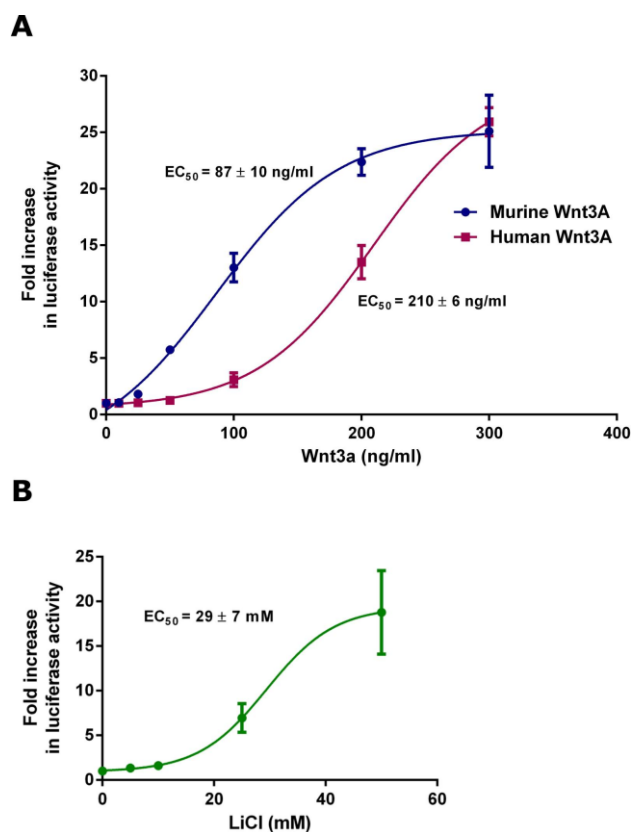 A
Fold increase
in luciferase activity
30
25
20
15
10
5
0
EC50 = 87 ± 10 ng/ml
Murine Wnt3A
Human Wnt3A
EC50 = 210 ± 6 ng/ml
0
100
200
300
400
Wnt3a (ng/ml)
B
Fold increase
in luciferase activity
25
20
15
10
5
0
EC50 = 29 ± 7 mM
0
20
40
60
LiCl (mM)